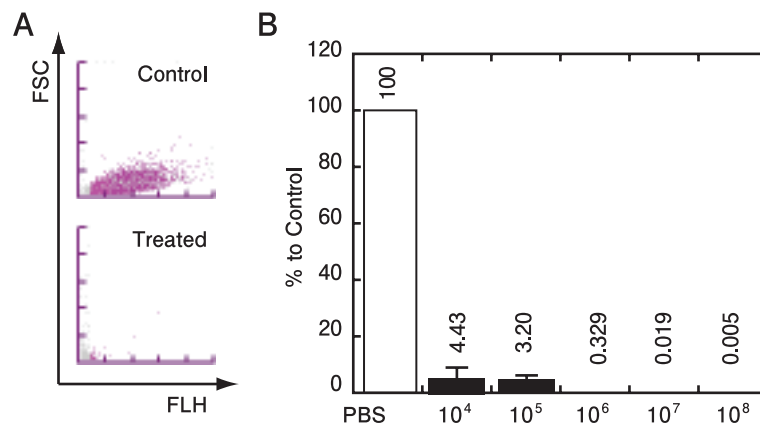 A
FSC
Control
Treated
FLH
B
% to Control
120
100
80
60
40
20
0
100
4.43
3.20
0.329
0.019
0.005
PBS
10⁴
10⁵
10⁶
10⁷
10⁸